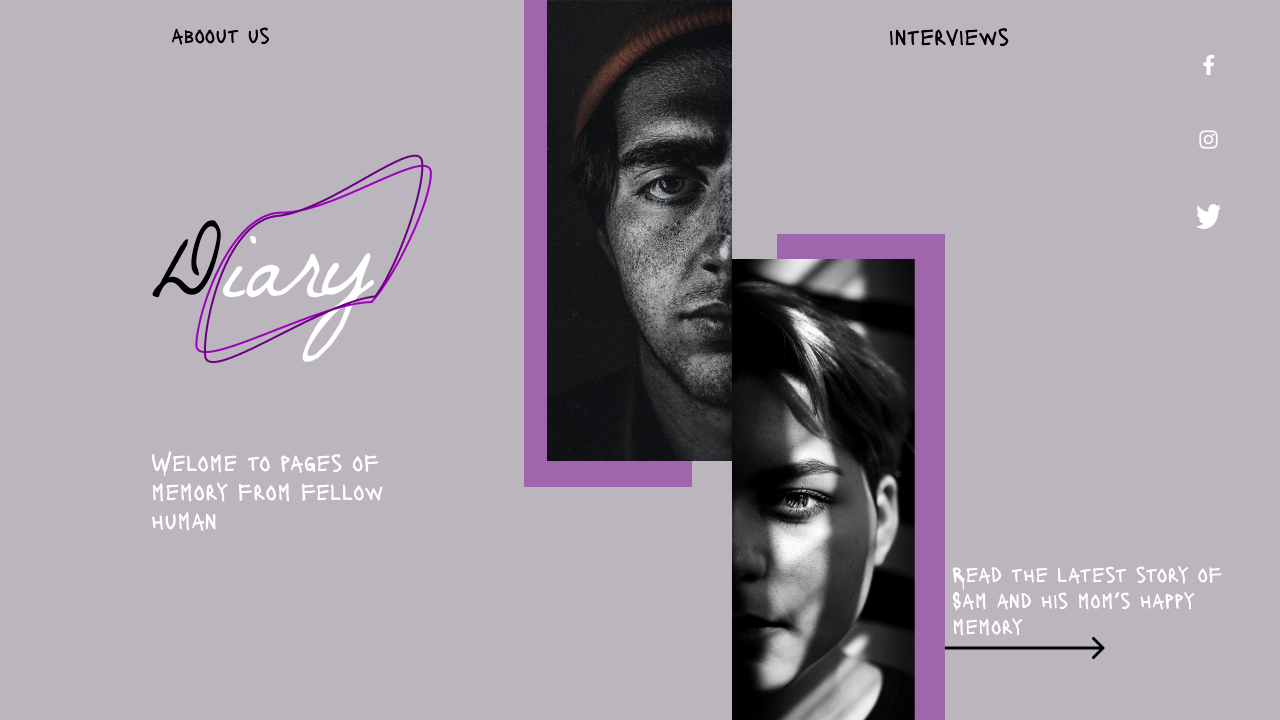 ABOOUT US
INTERVIEWS
Diary
WELOME TO PAGES OF
MEMORY FROM FELLOW
HUMAN
READ THE LATEST STORY OF
SAM AND HIS MOM'S HAPPY
MEMORY